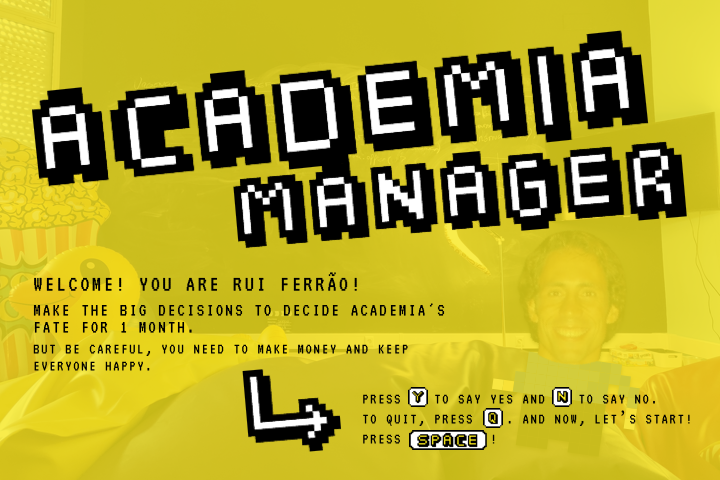 ACADEMIA
MANAGER
WELCOME! YOU ARE RUI FERRÃO!
MAKE THE BIG DECISIONS TO DECIDE ACADEMIA´S
FATE FOR 1 MONTH.
BUT BE CAREFUL, YOU NEED TO MAKE MONEY AND KEEP
EVERYONE HAPPY.
PRESS Y TO SAY YES AND N TO SAY NO.
TO QUIT, PRESS Q. AND NOW, LET'S START!
PRESS SPACE!